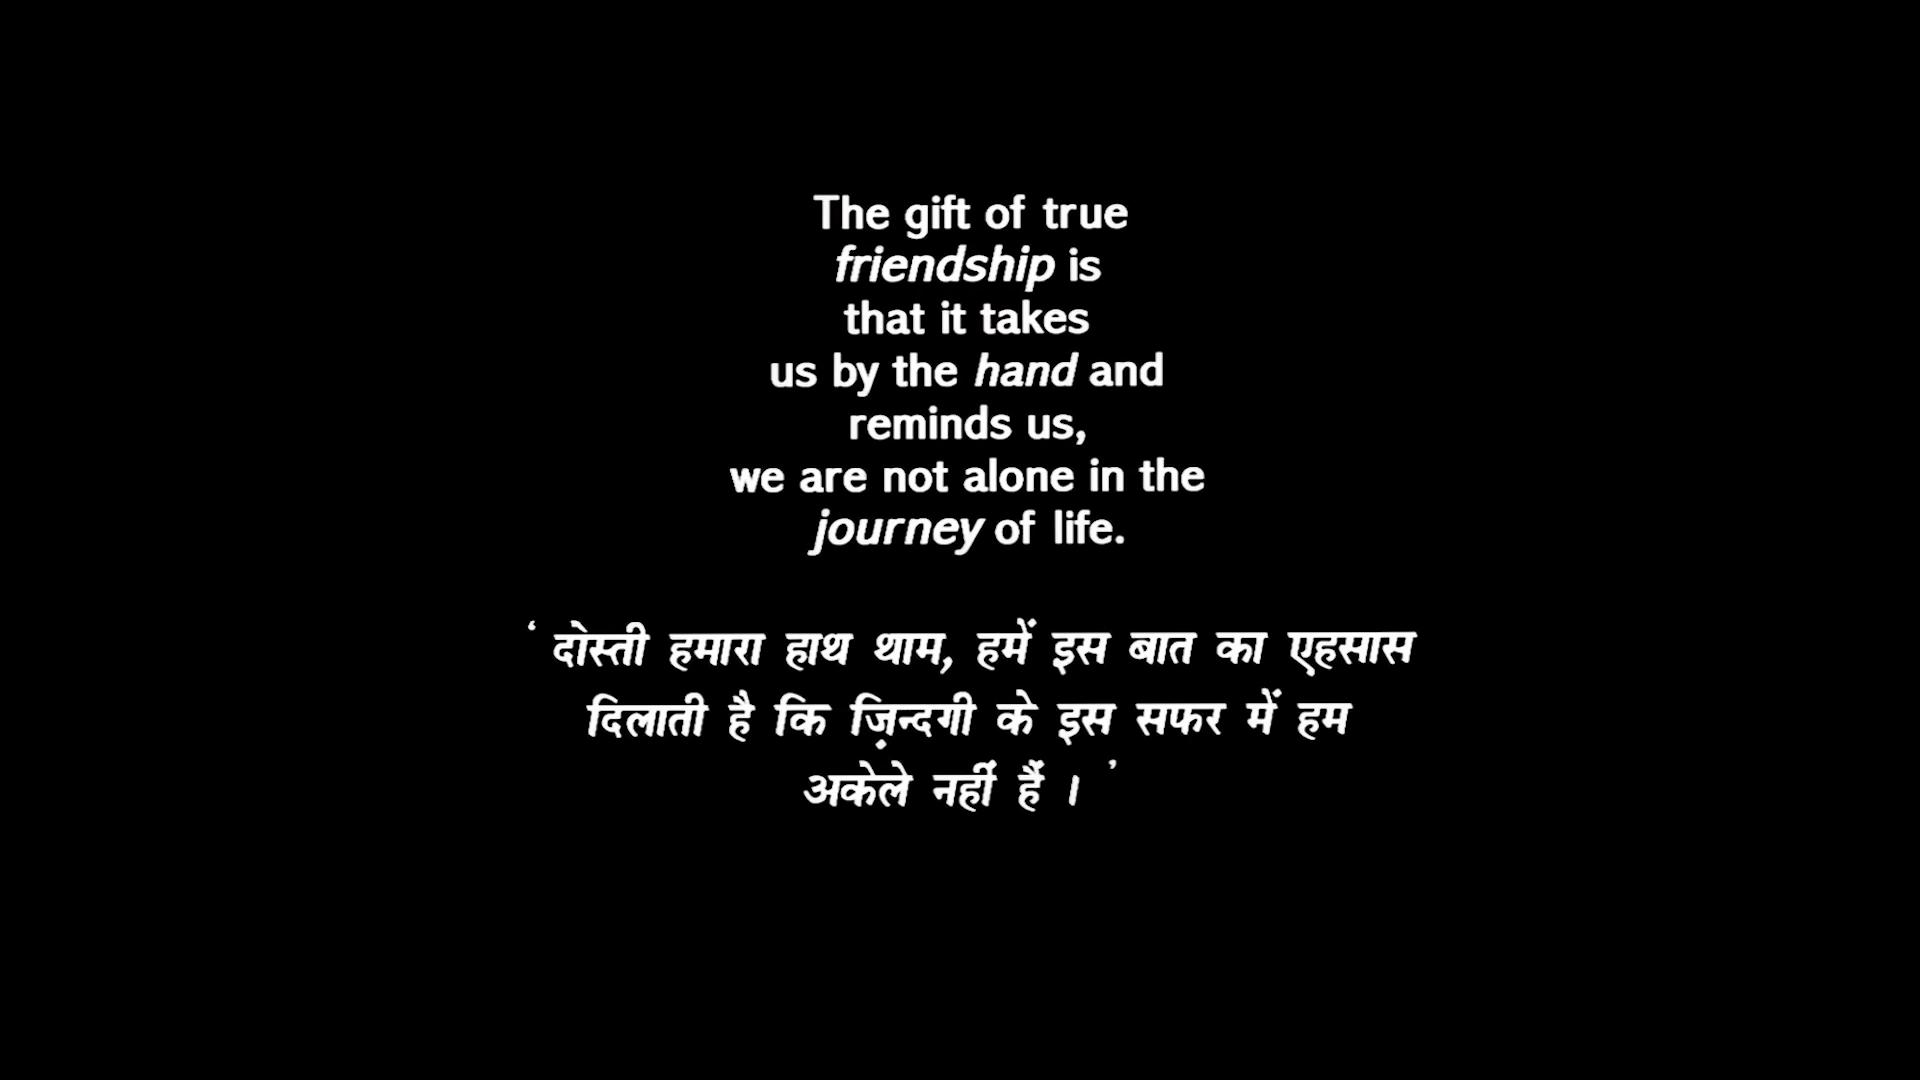 The gift of true
friendship is
that it takes
us by the hand and
reminds us,
we are not alone in the
journey of life.
‘ दोस्ती हमारा हाथ थाम, हमें इस बात का एहसास
दिलाती है कि ज़िन्दगी के इस सफर में हम
अकेले नहीं हैं । ’